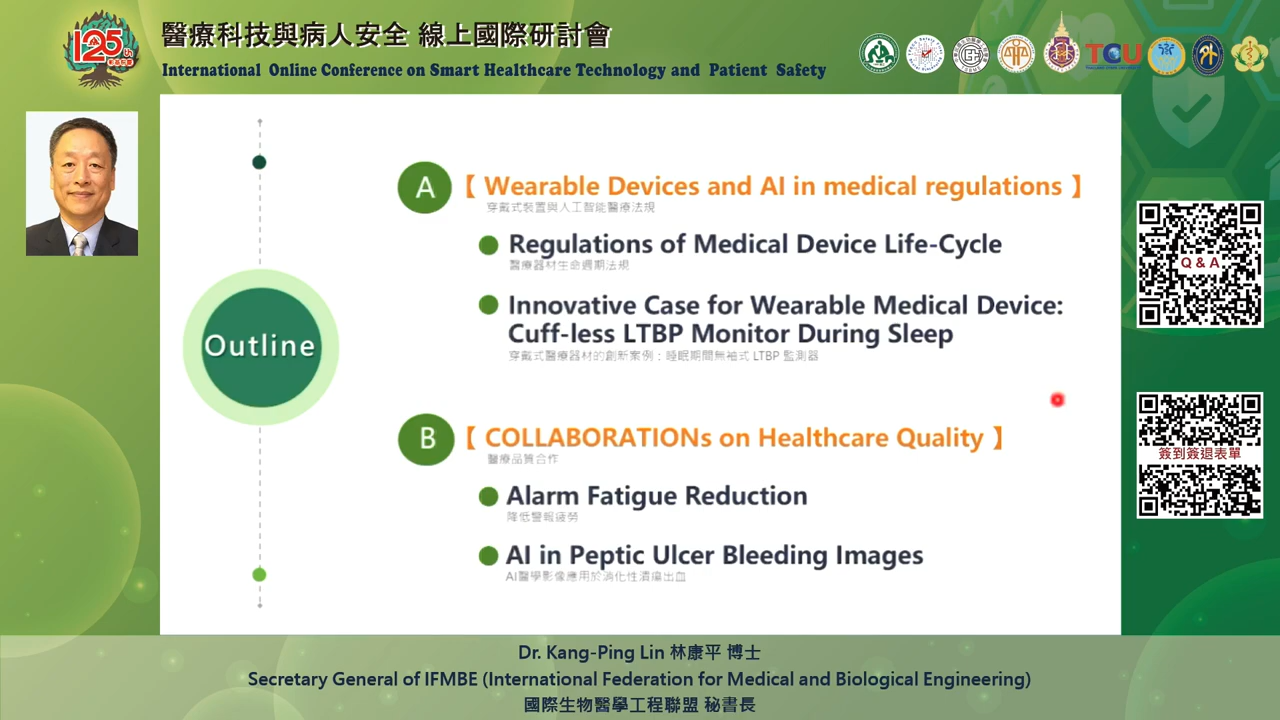 125th
醫療科技與病人安全 線上國際研討會
International Online Conference on Smart Healthcare Technology and Patient Safety
TCU
Outline
A
【 Wearable Devices and AI in medical regulations 】
穿戴式裝置與人工智能醫療法規
Regulations of Medical Device Life-Cycle
醫療器材生命週期法規
Innovative Case for Wearable Medical Device:
Cuff-less LTBP Monitor During Sleep
穿戴式醫療器材的創新案例：睡眠期間無袖式 LTBP 監測器
B
【 COLLABORATIONs on Healthcare Quality 】
醫療品質合作
Alarm Fatigue Reduction
降低警報疲勞
AI in Peptic Ulcer Bleeding Images
AI醫學影像應用於消化性潰瘍出血
Q & A
簽到簽退表單
Dr. Kang-Ping Lin 林康平 博士
Secretary General of IFMBE (International Federation for Medical and Biological Engineering)
國際生物醫學工程聯盟 秘書長